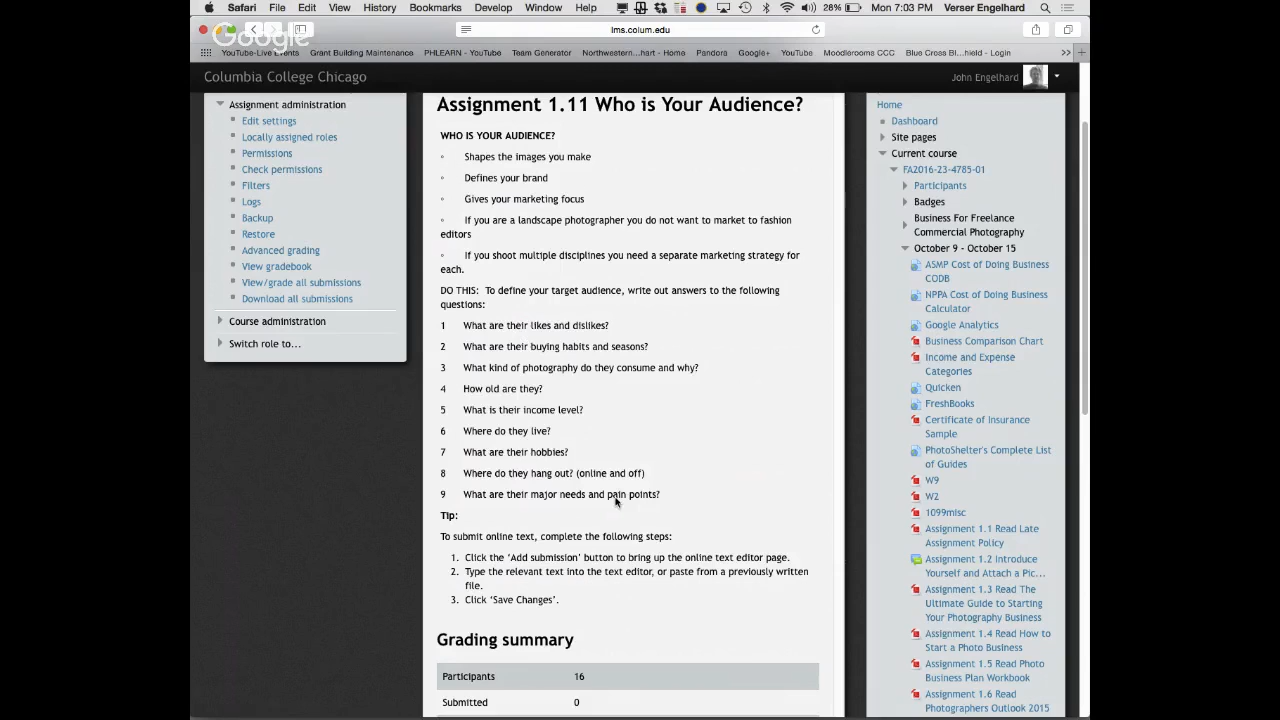 Safari File Edit View History Bookmarks Develop Window Help 28% Mon 7:03 PM Verser Engelhard
Google
lms.colum.edu
YouTube-Live Events Grant Building Maintenance PHLEARN - YouTube Team Generator Northwestern...hart - Home Pandora Google+ YouTube Moodlerooms CCC Blue Cross Bl...hield - Login
Columbia College Chicago
John Engelhard
Assignment administration
Edit settings
Locally assigned roles
Permissions
Check permissions
Filters
Logs
Backup
Restore
Advanced grading
View gradebook
View/grade all submissions
Download all submissions
Course administration
Switch role to...
Assignment 1.11 Who is Your Audience?
WHO IS YOUR AUDIENCE?
◦ Shapes the images you make
◦ Defines your brand
◦ Gives your marketing focus
◦ If you are a landscape photographer you do not want to market to fashion
editors
◦ If you shoot multiple disciplines you need a separate marketing strategy for
each.
DO THIS: To define your target audience, write out answers to the following
questions:
1 What are their likes and dislikes?
2 What are their buying habits and seasons?
3 What kind of photography do they consume and why?
4 How old are they?
5 What is their income level?
6 Where do they live?
7 What are their hobbies?
8 Where do they hang out? (online and off)
9 What are their major needs and pain points?
Tip:
To submit online text, complete the following steps:
1. Click the ‘Add submission’ button to bring up the online text editor page.
2. Type the relevant text into the text editor, or paste from a previously written
file.
3. Click ‘Save Changes’.
Grading summary
Participants 16
Submitted 0
Home
Dashboard
Site pages
Current course
FA2016-23-4785-01
Participants
Badges
Business For Freelance
Commercial Photography
October 9 - October 15
ASMP Cost of Doing Business
CODB
NPPA Cost of Doing Business
Calculator
Google Analytics
Business Comparison Chart
Income and Expense
Categories
Quicken
FreshBooks
Certificate of Insurance
Sample
PhotoShelter's Complete List
of Guides
W9
W2
1099misc
Assignment 1.1 Read Late
Assignment Policy
Assignment 1.2 Introduce
Yourself and Attach a Pic...
Assignment 1.3 Read The
Ultimate Guide to Starting
Your Photography Business
Assignment 1.4 Read How to
Start a Photo Business
Assignment 1.5 Read Photo
Business Plan Workbook
Assignment 1.6 Read
Photographers Outlook 2015